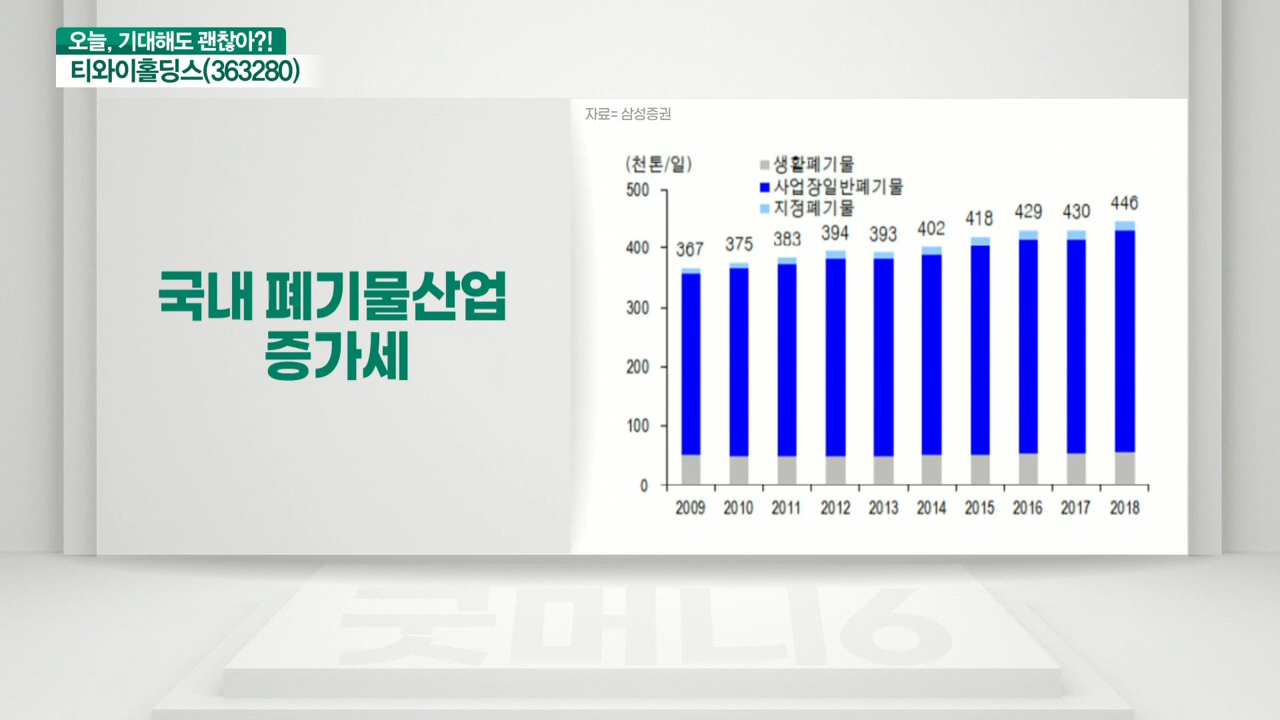 오늘, 기대해도 괜찮아?!
티와이홀딩스(363280)
국내 폐기물산업
증가세
자료= 삼성증권
(천톤/일)
생활폐기물
사업장일반폐기물
지정폐기물
500
400
300
200
100
0
367 375 383 394 393 402 418 429 430 446
2009 2010 2011 2012 2013 2014 2015 2016 2017 2018
굿머니6